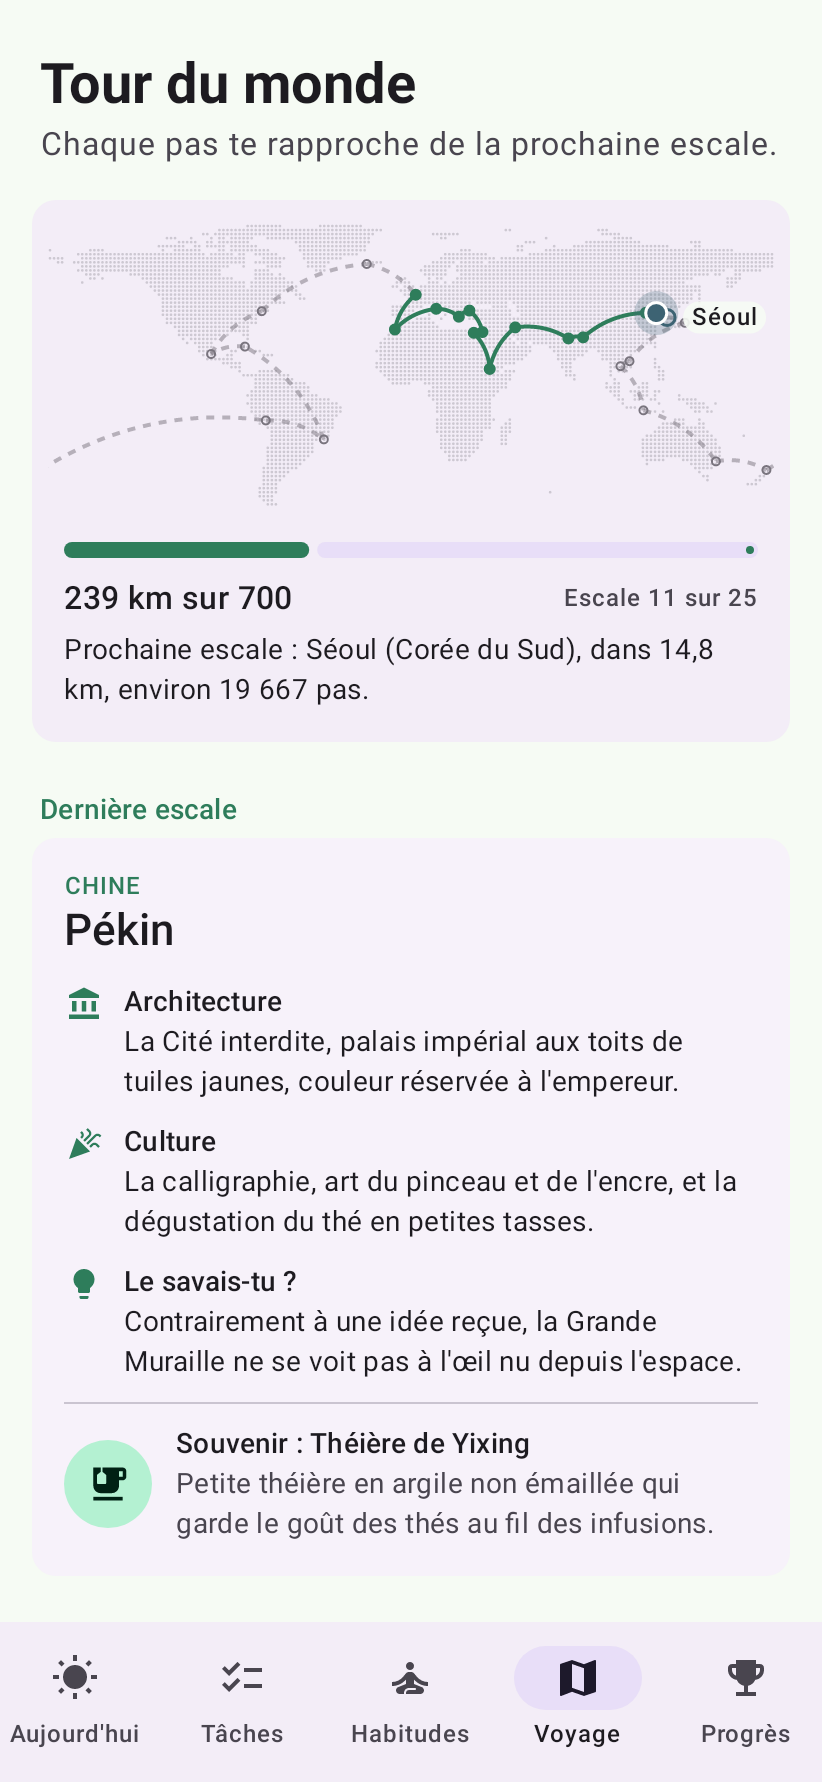 Tour du monde
Chaque pas te rapproche de la prochaine escale.
Séoul
239 km sur 700
Escale 11 sur 25
Prochaine escale : Séoul (Corée du Sud), dans 14,8
km, environ 19 667 pas.
Dernière escale
CHINE
Pékin
Architecture
La Cité interdite, palais impérial aux toits de
tuiles jaunes, couleur réservée à l'empereur.
Culture
La calligraphie, art du pinceau et de l'encre, et la
dégustation du thé en petites tasses.
Le savais-tu ?
Contrairement à une idée reçue, la Grande
Muraille ne se voit pas à l'œil nu depuis l'espace.
Souvenir : Théière de Yixing
Petite théière en argile non émaillée qui
garde le goût des thés au fil des infusions.
Aujourd'hui
Tâches
Habitudes
Voyage
Progrès